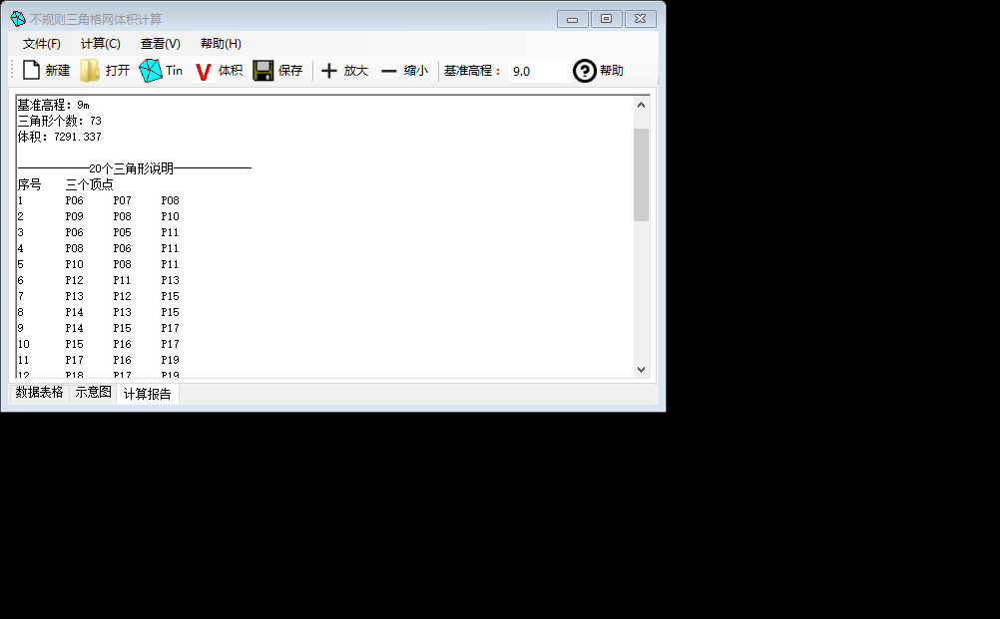 不规则三角格网体积计算
文件(F) 计算(C) 查看(V) 帮助(H)
新建 打开 Tin V 体积 保存 放大 缩小 基准高程： 9.0 帮助
基准高程：9m
三角形个数：73
体积：7291.337
————————20个三角形说明————————
序号 三个顶点
1 P06 P07 P08
2 P09 P08 P10
3 P06 P05 P11
4 P08 P06 P11
5 P10 P08 P11
6 P12 P11 P13
7 P13 P12 P15
8 P14 P13 P15
9 P14 P15 P17
10 P15 P16 P17
11 P17 P16 P19
12 P18 P17 P19
数据表格 示意图 计算报告